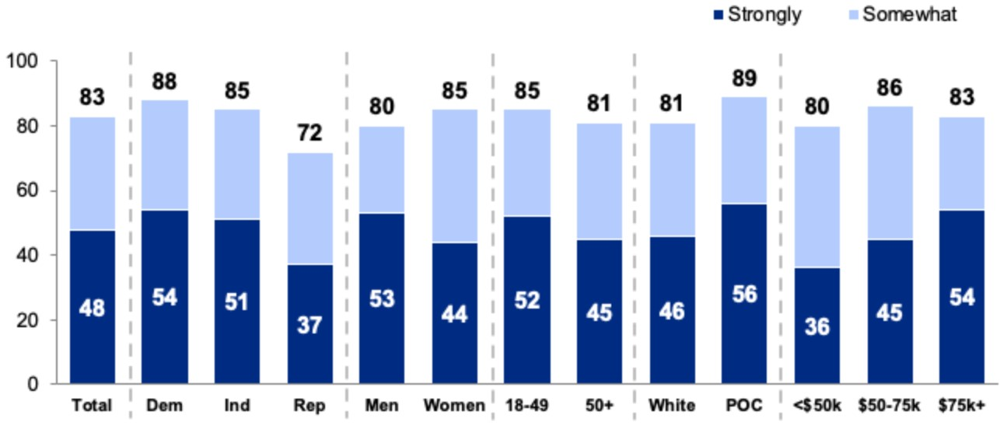 Strongly Somewhat
100
80
60
40
20
0
83 88 85 72 80 85 85 81 81 89 80 86 83
48 54 51 37 53 44 52 45 46 56 36 45 54
Total Dem Ind Rep Men Women 18-49 50+ White POC <$50k $50-75k $75k+